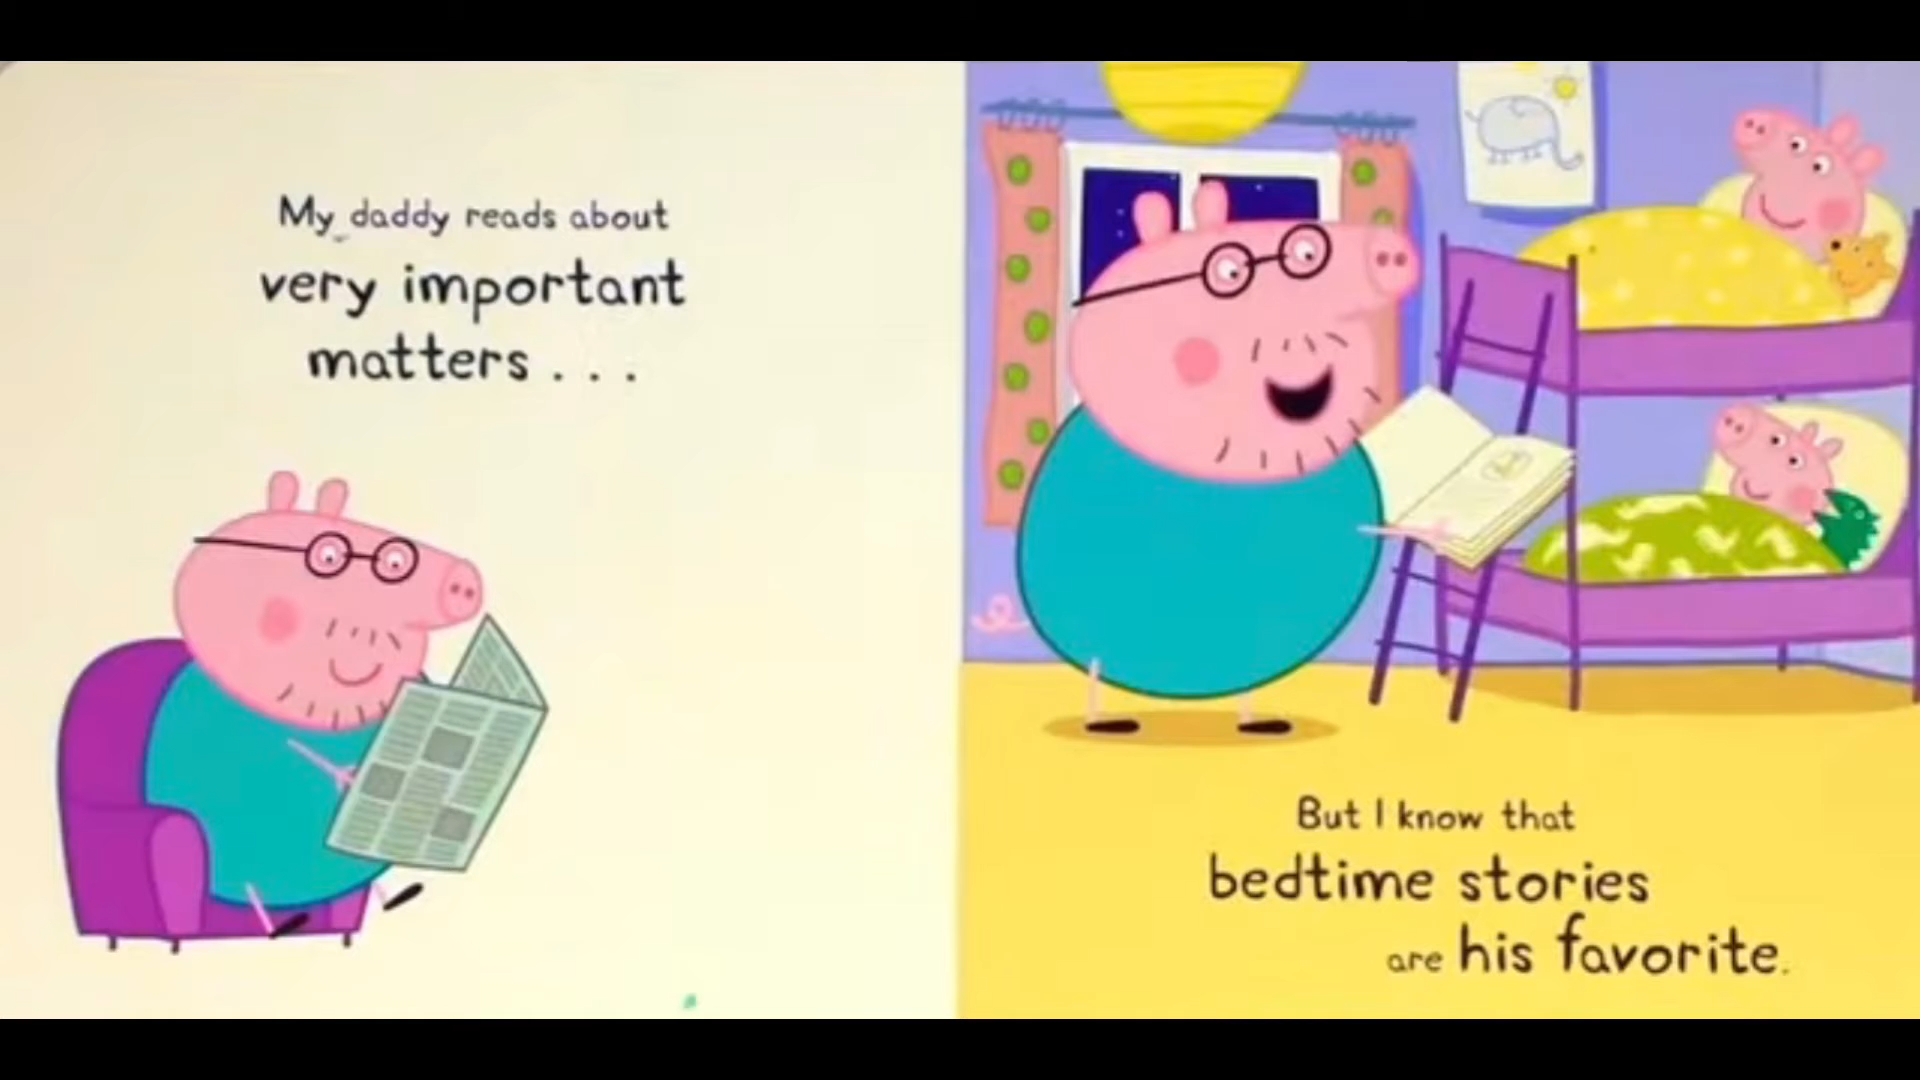 My daddy reads about
very important
matters . . .
But I know that
bedtime stories
are his favorite.